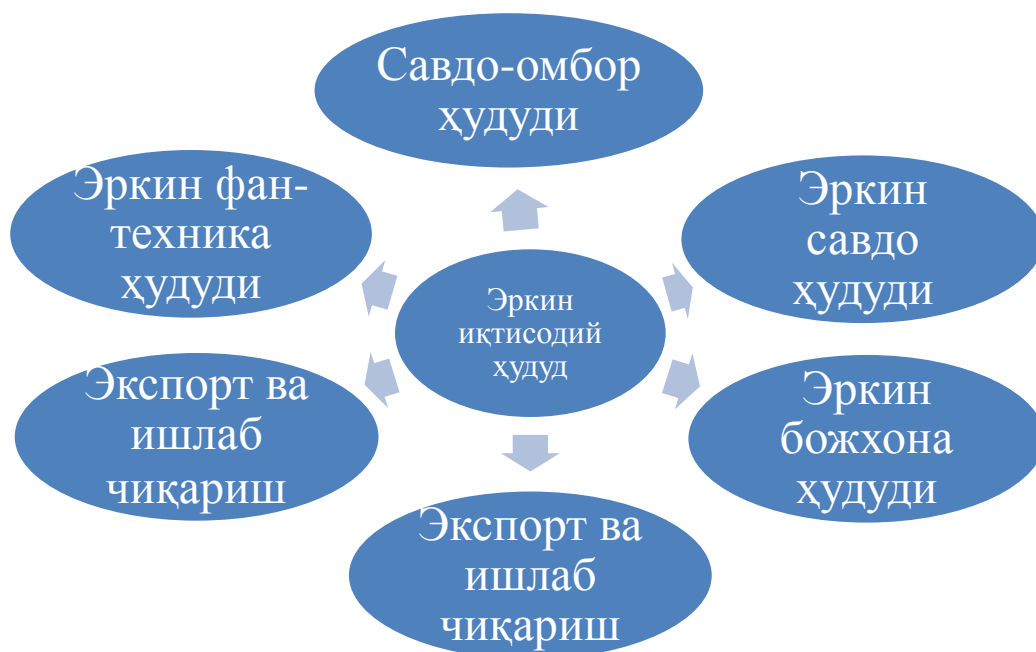 Савдо-омбор
ҳудуди
Эркин фан-
техника
ҳудуди
Эркин
савдо
ҳудуди
Эркин
иқтисодий
ҳудуд
Экспорт ва
ишлаб
чиқариш
Эркин
божхона
ҳудуди
Экспорт ва
ишлаб
чиқариш